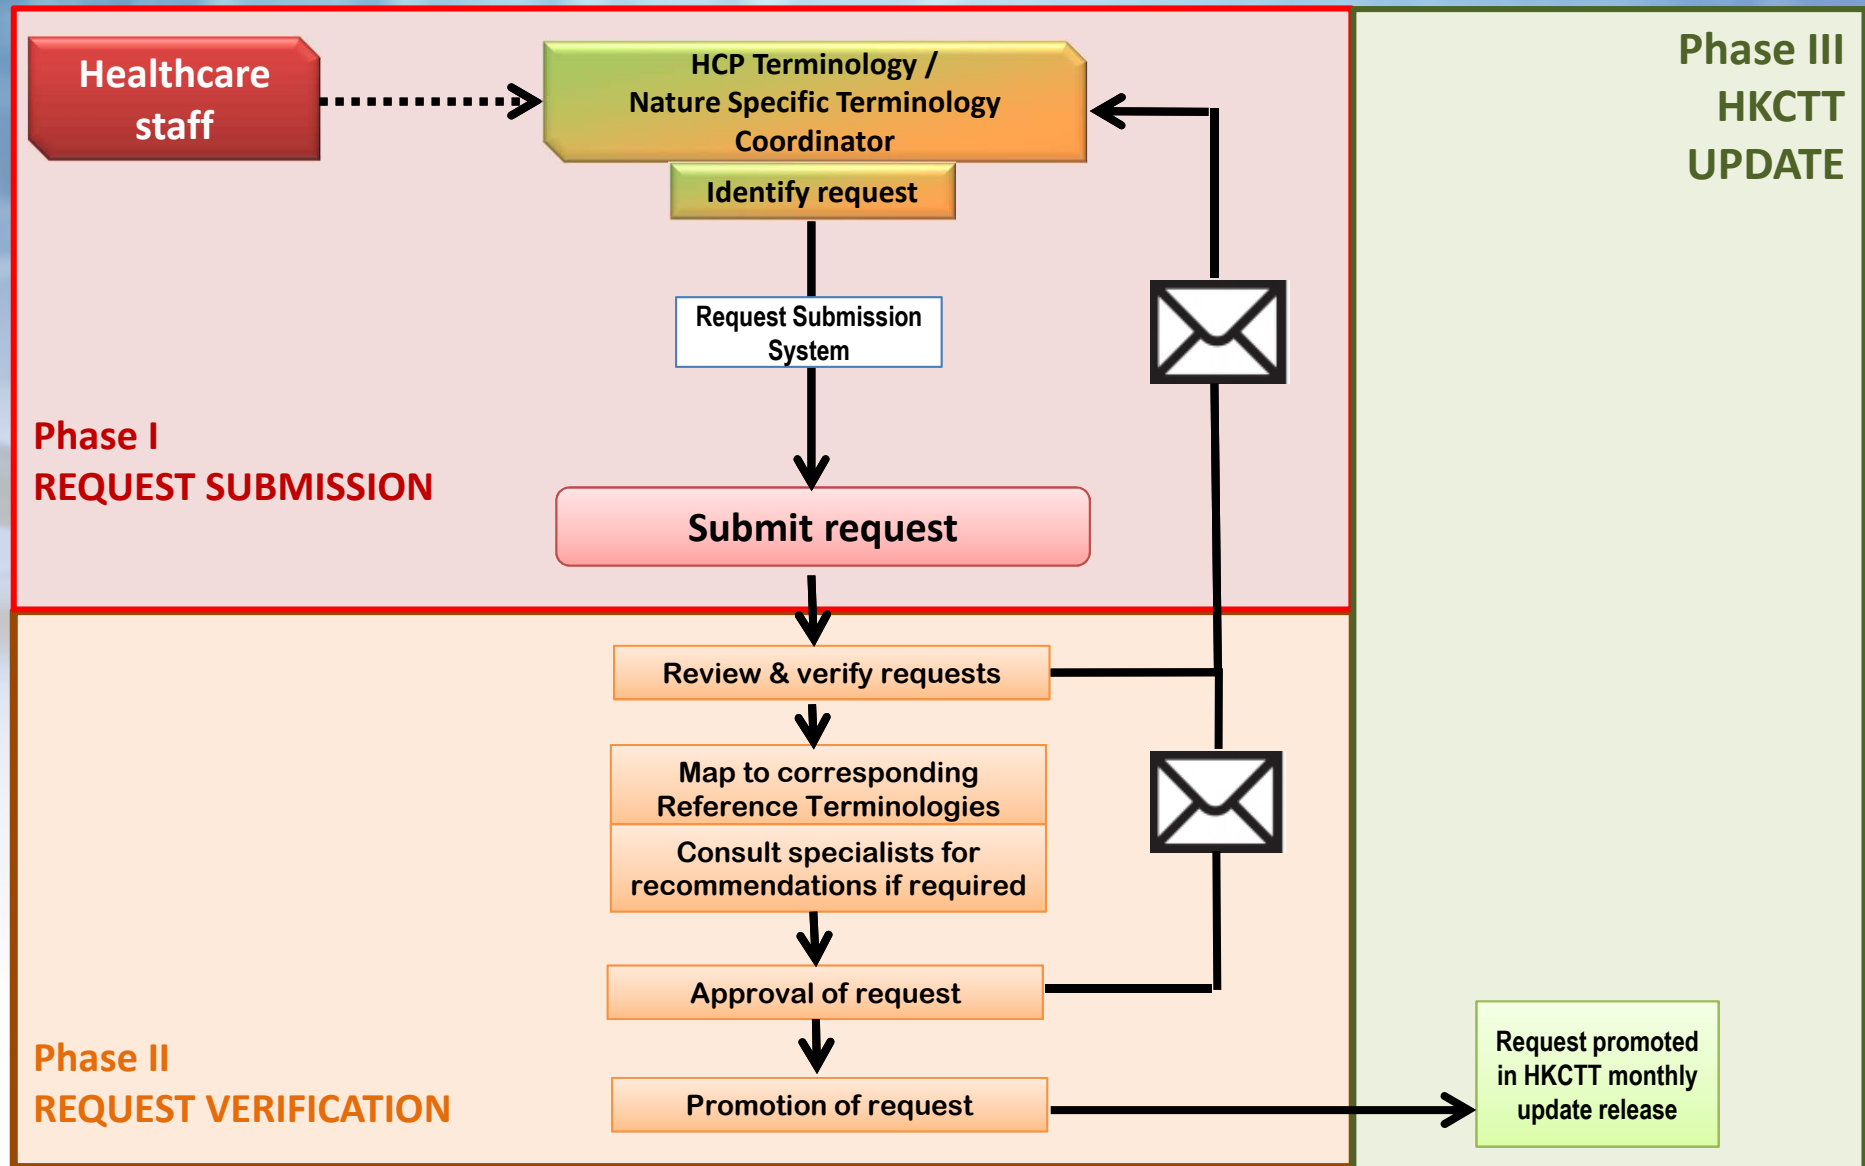 Healthcare
staff
HCP Terminology /
Nature Specific Terminology
Coordinator
Identify request
Request Submission
System
Phase I
REQUEST SUBMISSION
Submit request
Review & verify requests
Map to corresponding
Reference Terminologies
Consult specialists for
recommendations if required
Approval of request
Phase II
REQUEST VERIFICATION
Promotion of request
Phase III
HKCTT
UPDATE
Request promoted
in HKCTT monthly
update release